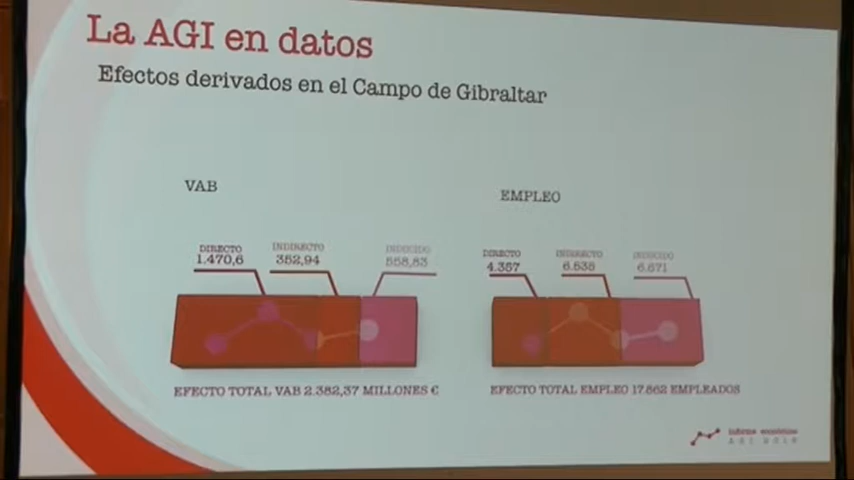 La AGI en datos
Efectos derivados en el Campo de Gibraltar
VAB
EMPLEO
DIRECTO INDIRECTO INDUCIDO
1.470,6 352,94 558,83
DIRECTO INDIRECTO INDUCIDO
4.357 6.535 6.671
EFECTO TOTAL VAB 2.382,37 MILLONES €
EFECTO TOTAL EMPLEO 17.562 EMPLEADOS
informe económico